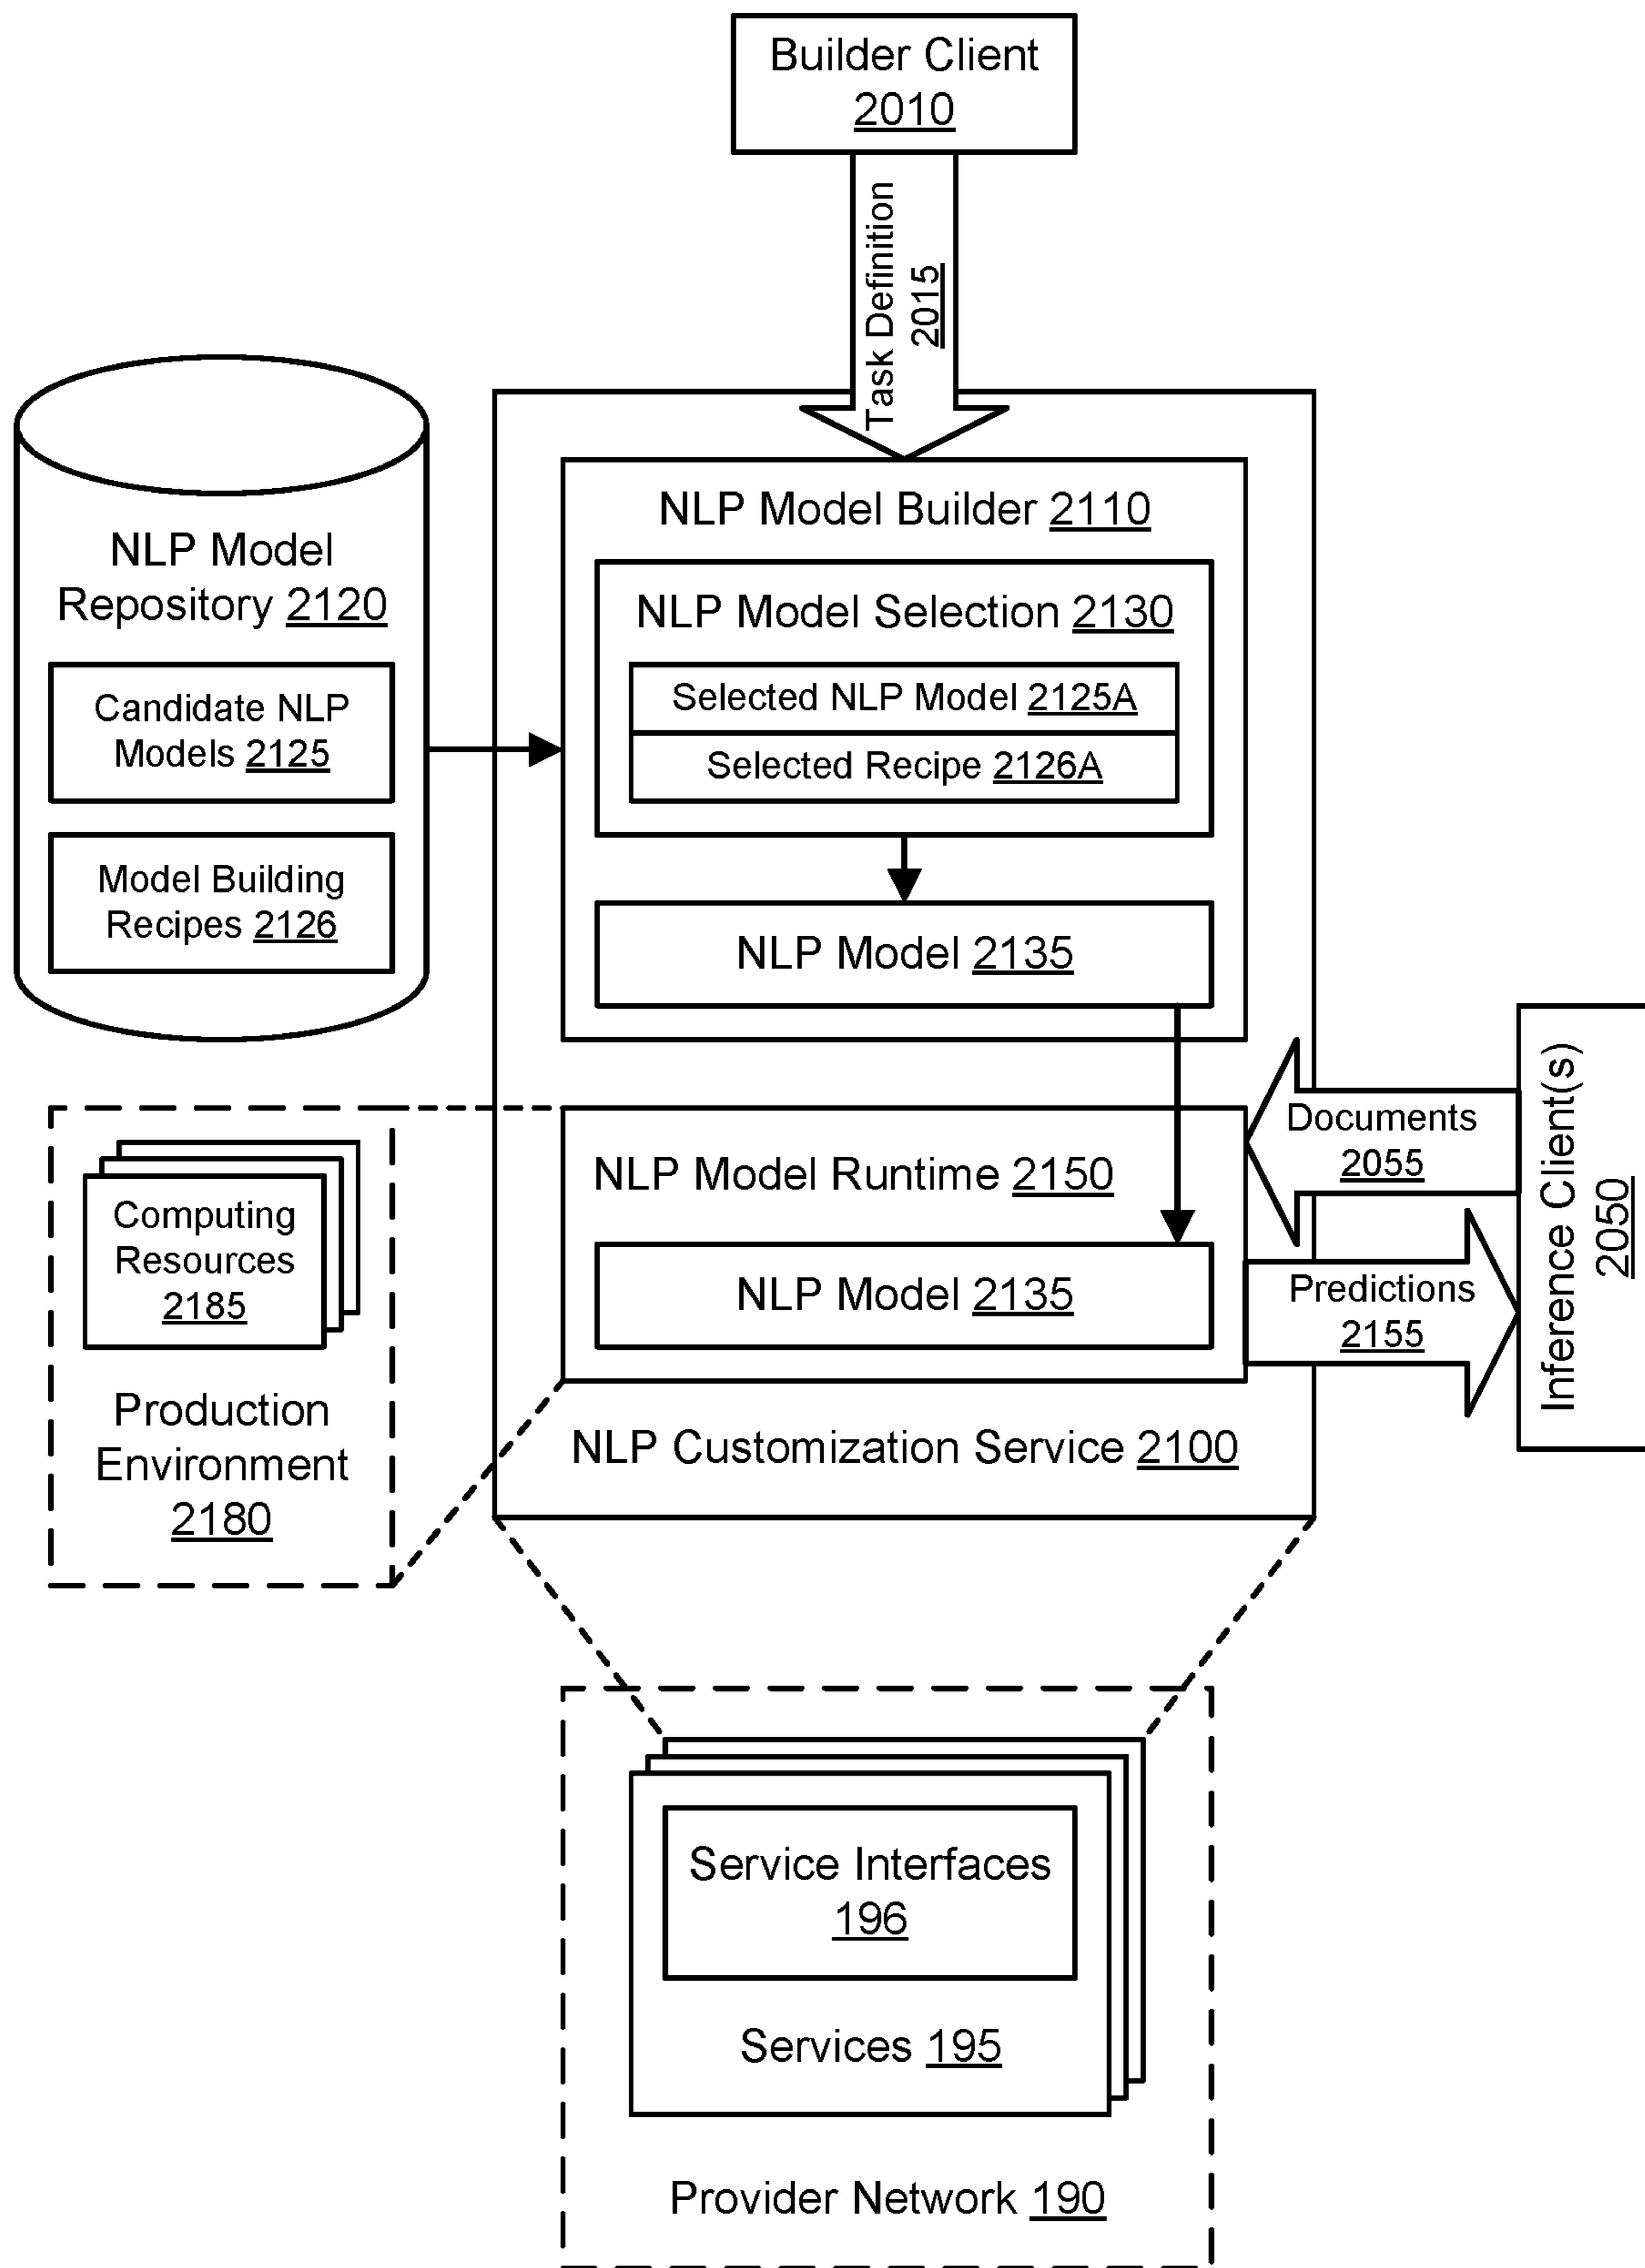 Builder Client
2010
Task Definition
2015
NLP Model
Repository 2120
Candidate NLP
Models 2125
Model Building
Recipes 2126
NLP Model Builder 2110
NLP Model Selection 2130
Selected NLP Model 2125A
Selected Recipe 2126A
NLP Model 2135
Computing
Resources
2185
Production
Environment
2180
NLP Model Runtime 2150
NLP Model 2135
NLP Customization Service 2100
Documents
2055
Predictions
2155
Inference Client(s)
2050
Service Interfaces
196
Services 195
Provider Network 190